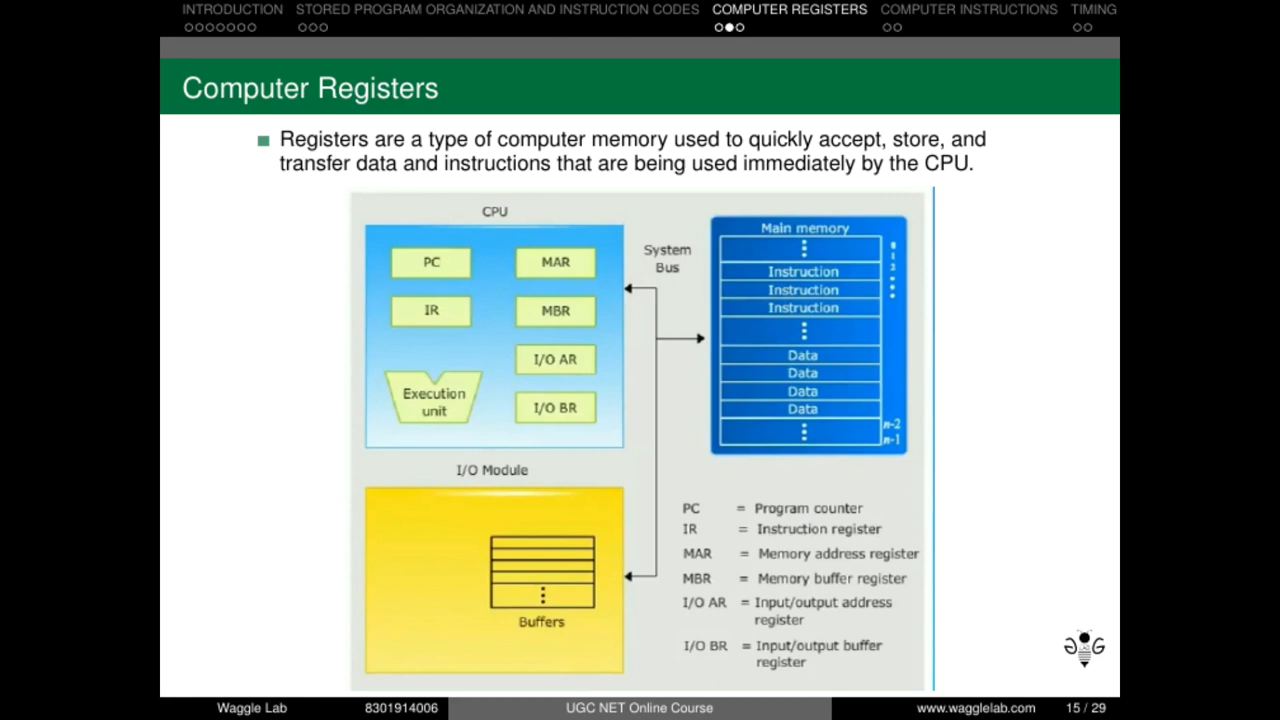 INTRODUCTION STORED PROGRAM ORGANIZATION AND INSTRUCTION CODES COMPUTER REGISTERS COMPUTER INSTRUCTIONS TIMING
Computer Registers
Registers are a type of computer memory used to quickly accept, store, and
transfer data and instructions that are being used immediately by the CPU.
CPU
PC
MAR
IR
MBR
I/O AR
Execution
unit
I/O BR
System
Bus
Main memory
0
1
2
Instruction
Instruction
Instruction
Data
Data
Data
Data
n-2
n-1
I/O Module
Buffers
PC = Program counter
IR = Instruction register
MAR = Memory address register
MBR = Memory buffer register
I/O AR = Input/output address
register
I/O BR = Input/output buffer
register
Waggle Lab 8301914006 UGC NET Online Course www.wagglelab.com 15 / 29